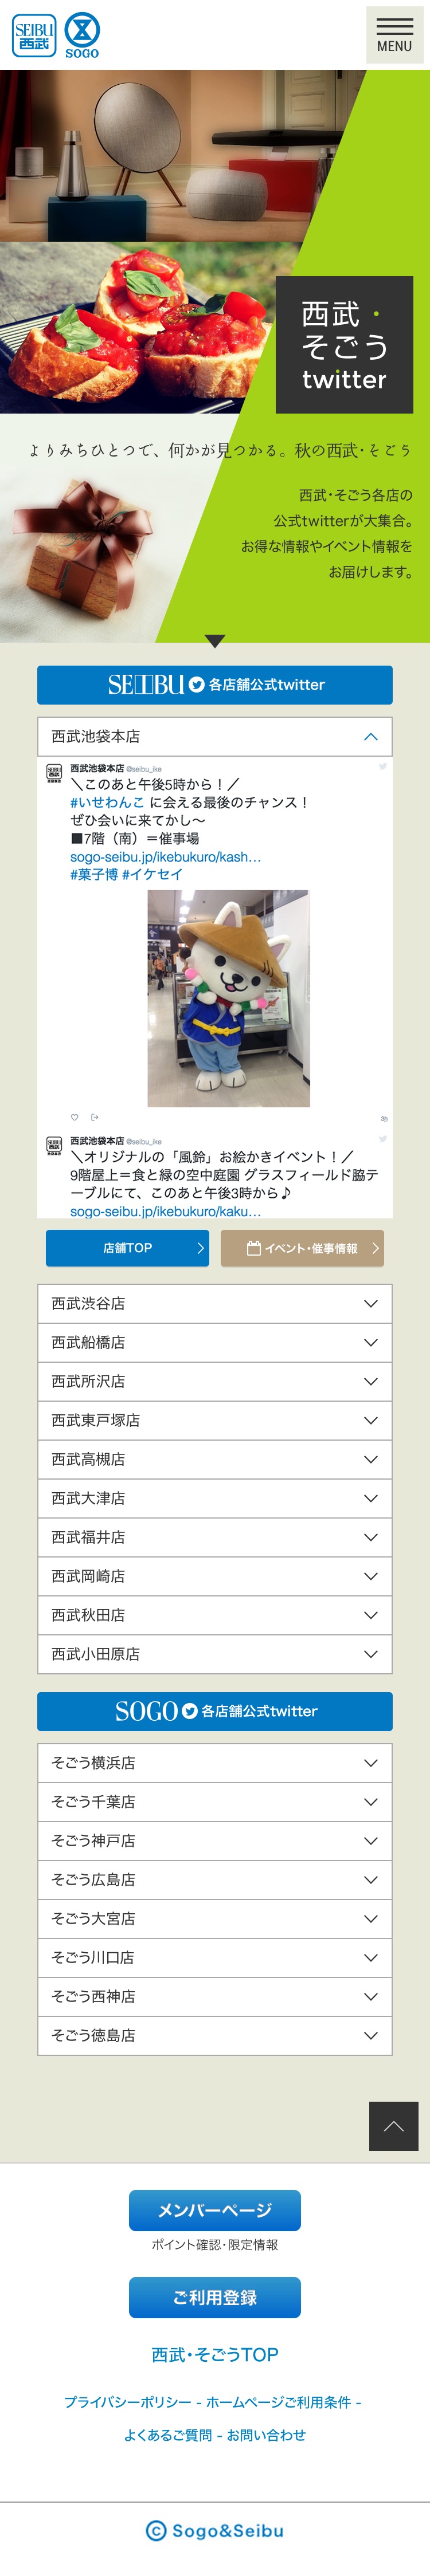 SEIBU
西武
SOGO
MENU
西武・
そごう
twitter
よりみちひとつで、何かが見つかる。秋の西武・そごう
西武・そごう各店の
公式twitterが大集合。
お得な情報やイベント情報を
お届けします。
SEIBU 各店舗公式twitter
西武池袋本店
西武池袋本店 @seibu_ike
＼このあと午後5時から！／
#いせわんこ に会える最後のチャンス！
ぜひ会いに来てかし～
■7階（南）＝催事場
sogo-seibu.jp/ikebukuro/kash…
#菓子博 #イケセイ
西武池袋本店 @seibu_ike
＼オリジナルの「風鈴」お絵かきイベント！／
9階屋上＝食と緑の空中庭園 グラスフィールド脇テ
ーブルにて、このあと午後3時から♪
sogo-seibu.jp/ikebukuro/kaku…
店舗TOP
イベント・催事情報
西武渋谷店
西武船橋店
西武所沢店
西武東戸塚店
西武高槻店
西武大津店
西武福井店
西武岡崎店
西武秋田店
西武小田原店
SOGO 各店舗公式twitter
そごう横浜店
そごう千葉店
そごう神戸店
そごう広島店
そごう大宮店
そごう川口店
そごう西神店
そごう徳島店
メンバーページ
ポイント確認・限定情報
ご利用登録
西武・そごうTOP
プライバシーポリシー - ホームページご利用条件 -
よくあるご質問 - お問い合わせ
© Sogo&Seibu